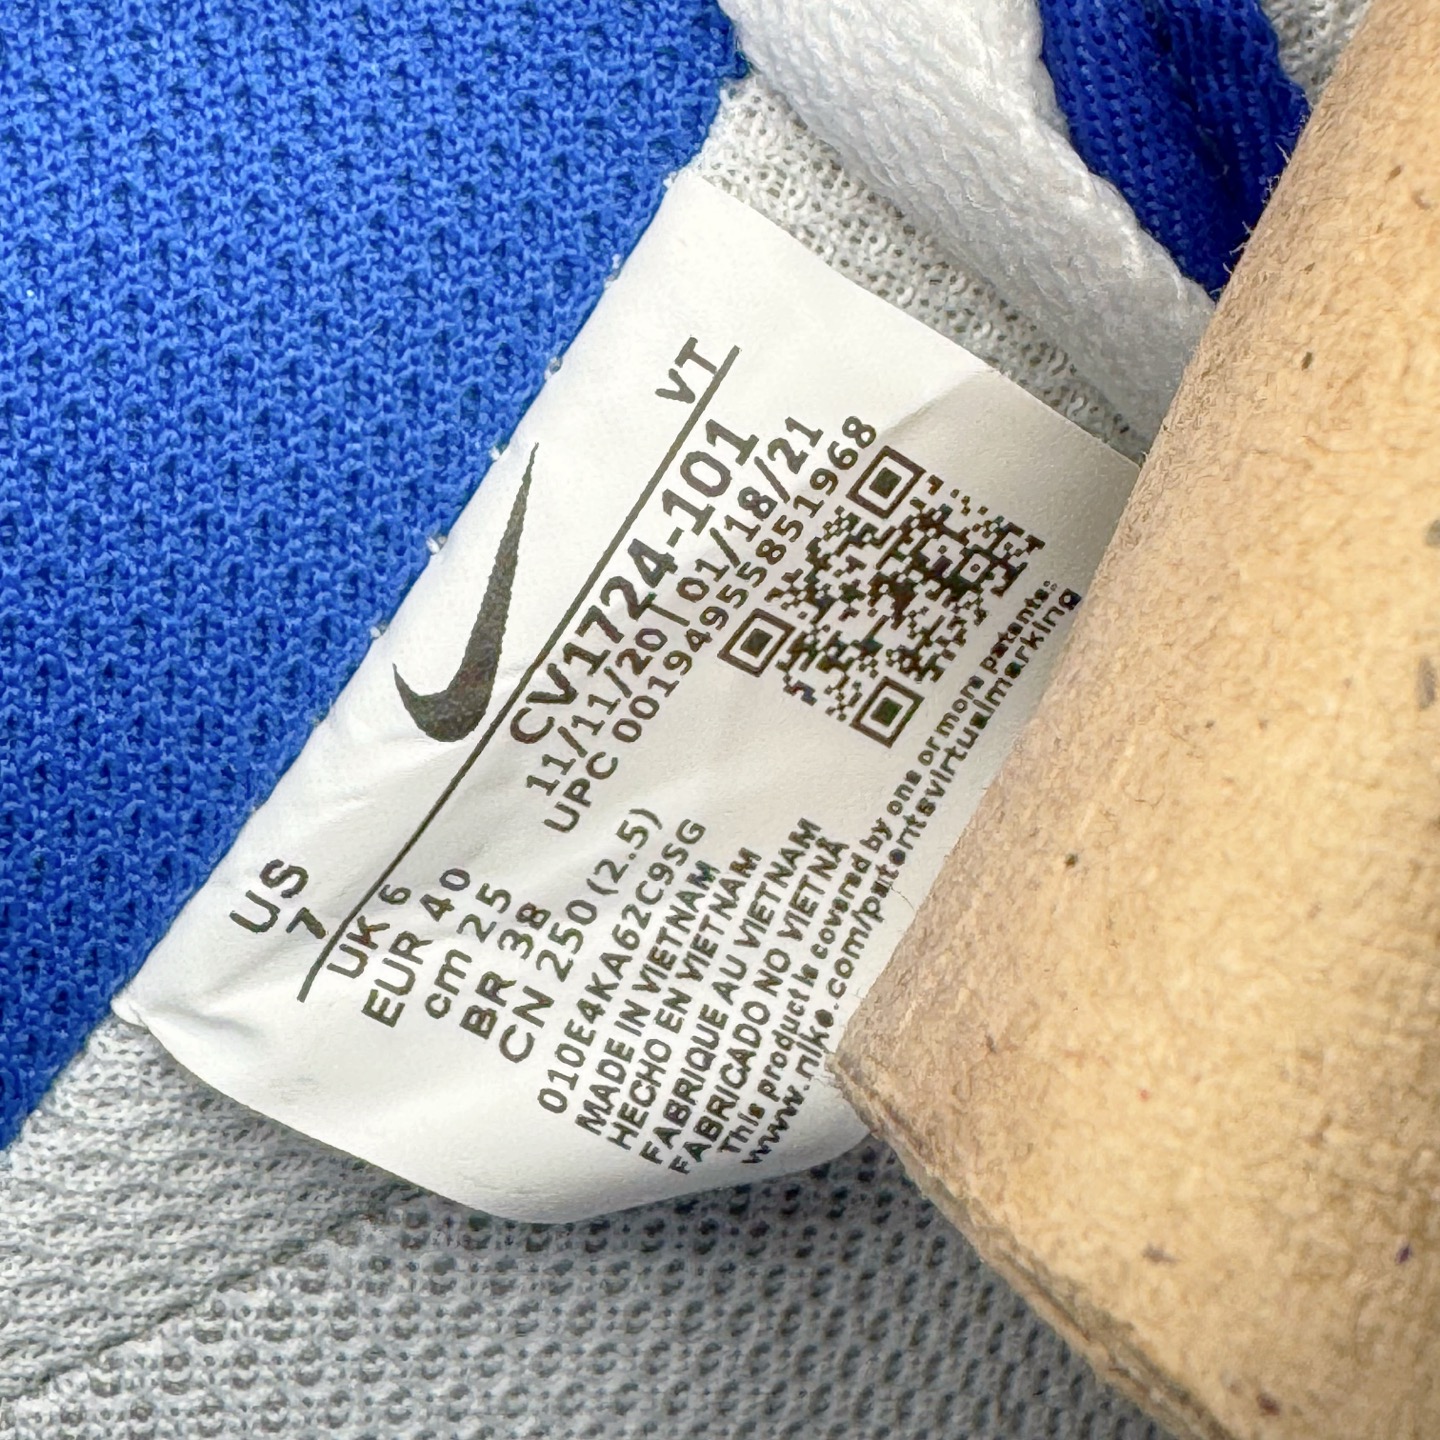 VT
US
7
CV1724-101
11/11/20 | 01/18/21
UPC 00194955851968
UK 6
EUR 40
cm 25
BR 38
CN 250 (2.5)
010E4KA62C9SG
MADE IN VIETNAM
HECHO EN VIETNAM
FABRIQUE AU VIETNAM
FABRICADO NO VIETNÃ
This product is covered by one or more patents:
www.nike.com/patentsvirtualmarking